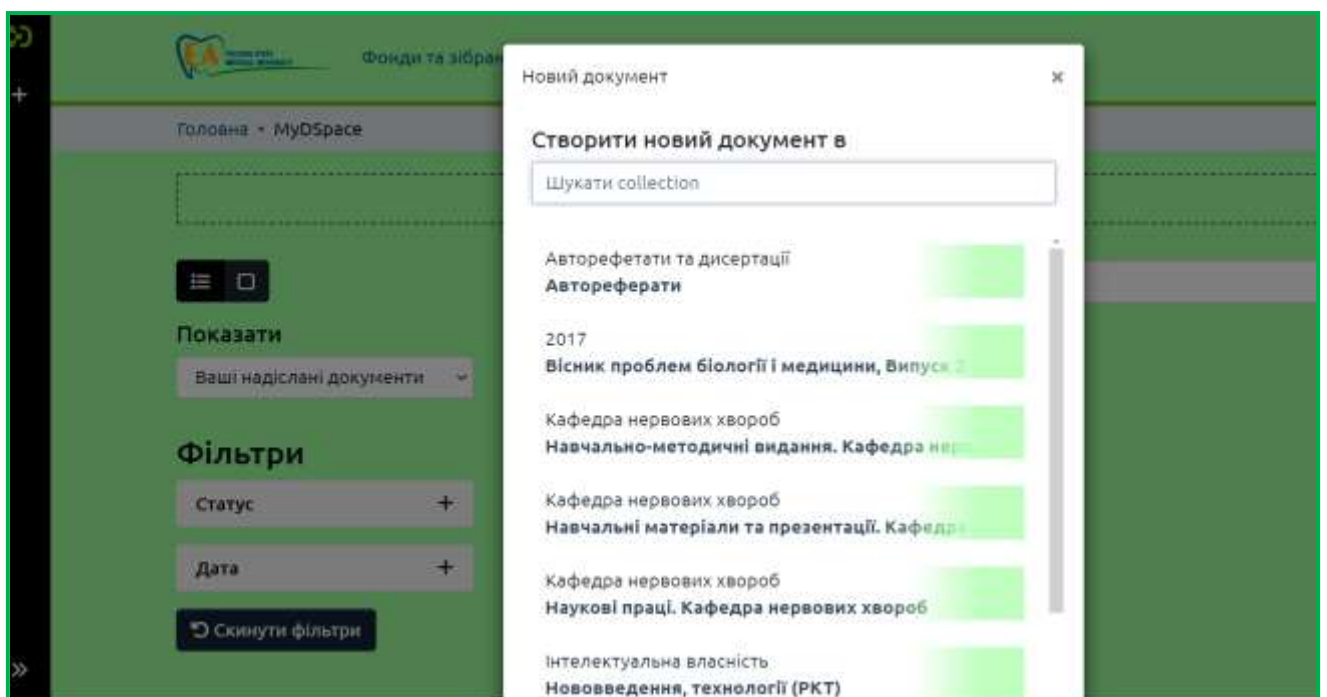 Фонди та зібран
Головна • MyDSpace
Показати
Ваші надіслані документи
Фільтри
Статус
Дата
Скинути фільтри
Новий документ
Створити новий документ в
Шукати collection
Авторефетати та дисертації
Автореферати
2017
Вісник проблем біології і медицини, Випуск
Кафедра нервових хвороб
Навчально-методичні видання. Кафедра
Кафедра нервових хвороб
Навчальні матеріали та презентації. Кафедра
Кафедра нервових хвороб
Наукові праці. Кафедра нервових хвороб
Інтелектуальна власність
Нововведення, технології (РКТ)